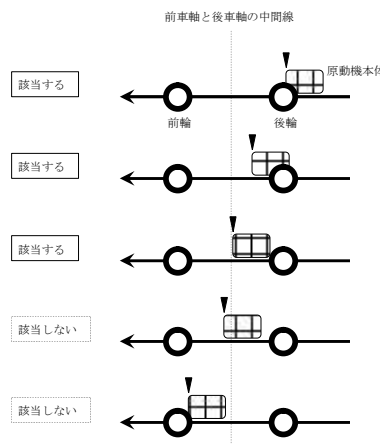 前車軸と後車軸の中間線
原動機本体
該当する
前輪
後輪
該当する
該当する
該当しない
該当しない